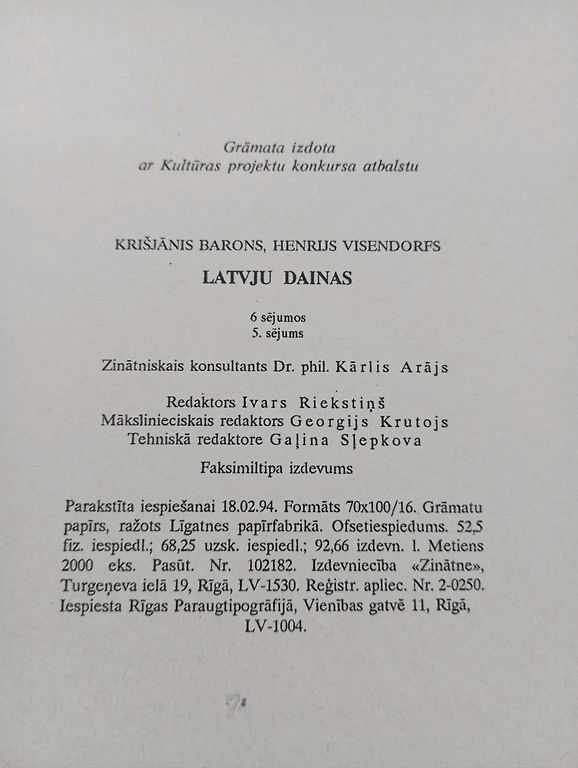 Grāmata izdota
ar Kultūras projektu konkursa atbalstu
KRIŠJĀNIS BARONS, HENRIJS VISENDORFS
LATVJU DAINAS
6 sējumos
5. sējums
Zinātniskais konsultants Dr. phil. Kārlis Arājs
Redaktors Ivars Riekstiņš
Mākslinieciskais redaktors Georgijs Krutojs
Tehniskā redaktore Gaļina Sļepkova
Faksimiltipa izdevums
Parakstīta iespiešanai 18.02.94. Formāts 70x100/16. Grāmatu
papīrs, ražots Līgatnes papīrfabrikā. Ofsetiespiedums. 52,5
fiz. iespiedl.; 68,25 uzsk. iespiedl.; 92,66 izdevn. l. Metiens
2000 eks. Pasūt. Nr. 102182. Izdevniecība «Zinātne»,
Turgeņeva ielā 19, Rīgā, LV-1530. Reģistr. apliec. Nr. 2-0250.
Iespiesta Rīgas Paraugtipogrāfijā, Vienības gatvē 11, Rīgā,
LV-1004.